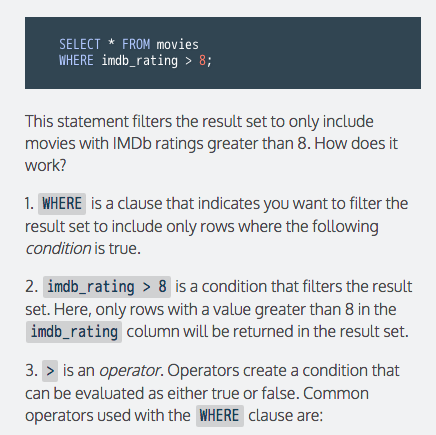 SELECT * FROM movies
WHERE imdb_rating > 8;
This statement filters the result set to only include
movies with IMDb ratings greater than 8. How does it
work?
1. WHERE is a clause that indicates you want to filter the
result set to include only rows where the following
condition is true.
2. imdb_rating > 8 is a condition that filters the result
set. Here, only rows with a value greater than 8 in the
imdb_rating column will be returned in the result set.
3. > is an operator. Operators create a condition that
can be evaluated as either true or false. Common
operators used with the WHERE clause are: